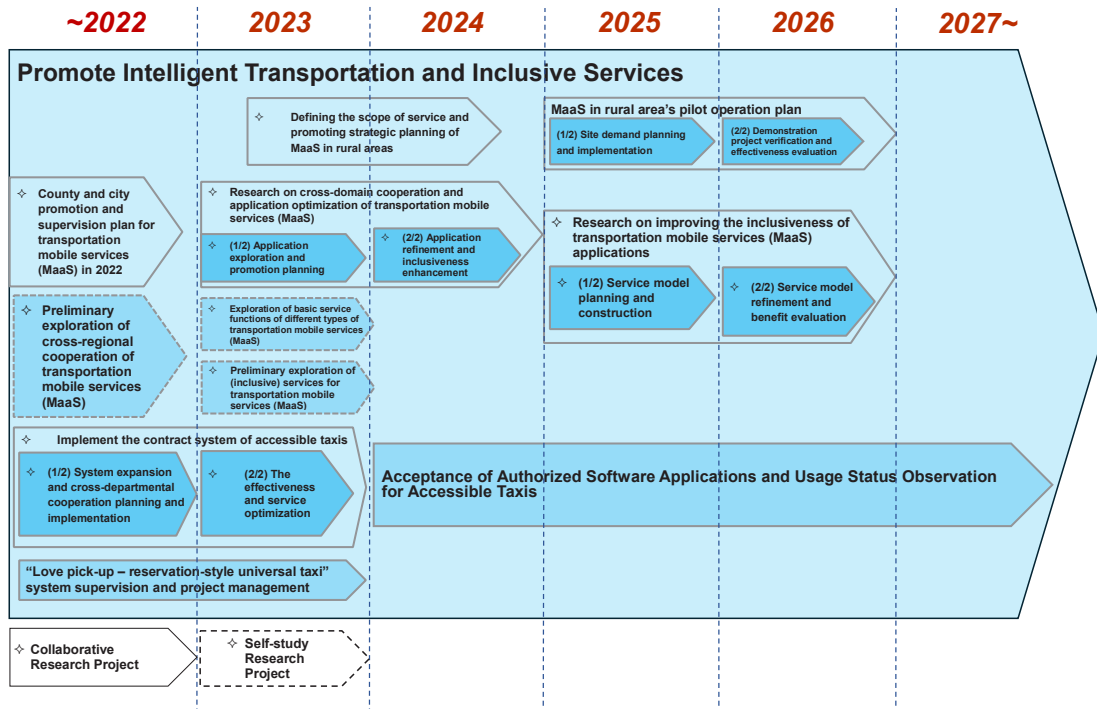 ~2022
2023
2024
2025
2026
2027~
Promote Intelligent Transportation and Inclusive Services
✧ Defining the scope of service and
promoting strategic planning of
MaaS in rural areas
MaaS in rural area's pilot operation plan
(1/2) Site demand planning
and implementation
(2/2) Demonstration
project verification and
effectiveness evaluation
✧ County and city
promotion and
supervision plan for
transportation
mobile services
(MaaS) in 2022
✧ Research on cross-domain cooperation and
application optimization of transportation mobile
services (MaaS)
✧ (1/2) Application
exploration and
promotion planning
✧ (2/2) Application
refinement and
inclusiveness
enhancement
✧ Research on improving the inclusiveness of
transportation mobile services (MaaS)
applications
✧ (1/2) Service model
planning and
construction
✧ (2/2) Service model
refinement and
benefit evaluation
✧ Preliminary
exploration of
cross-regional
cooperation of
transportation
mobile services
(MaaS)
✧ Exploration of basic service
functions of different types of
transportation mobile services
(MaaS)
✧ Preliminary exploration of
(inclusive) services for
transportation mobile
services (MaaS)
✧ Implement the contract system of accessible taxis
✧ (1/2) System expansion
and cross-departmental
cooperation planning and
implementation
✧ (2/2) The
effectiveness
and service
optimization
Acceptance of Authorized Software Applications and Usage Status Observation
for Accessible Taxis
“Love pick-up – reservation-style universal taxi”
system supervision and project management
✧ Collaborative
Research Project
✧ Self-study
Research
Project